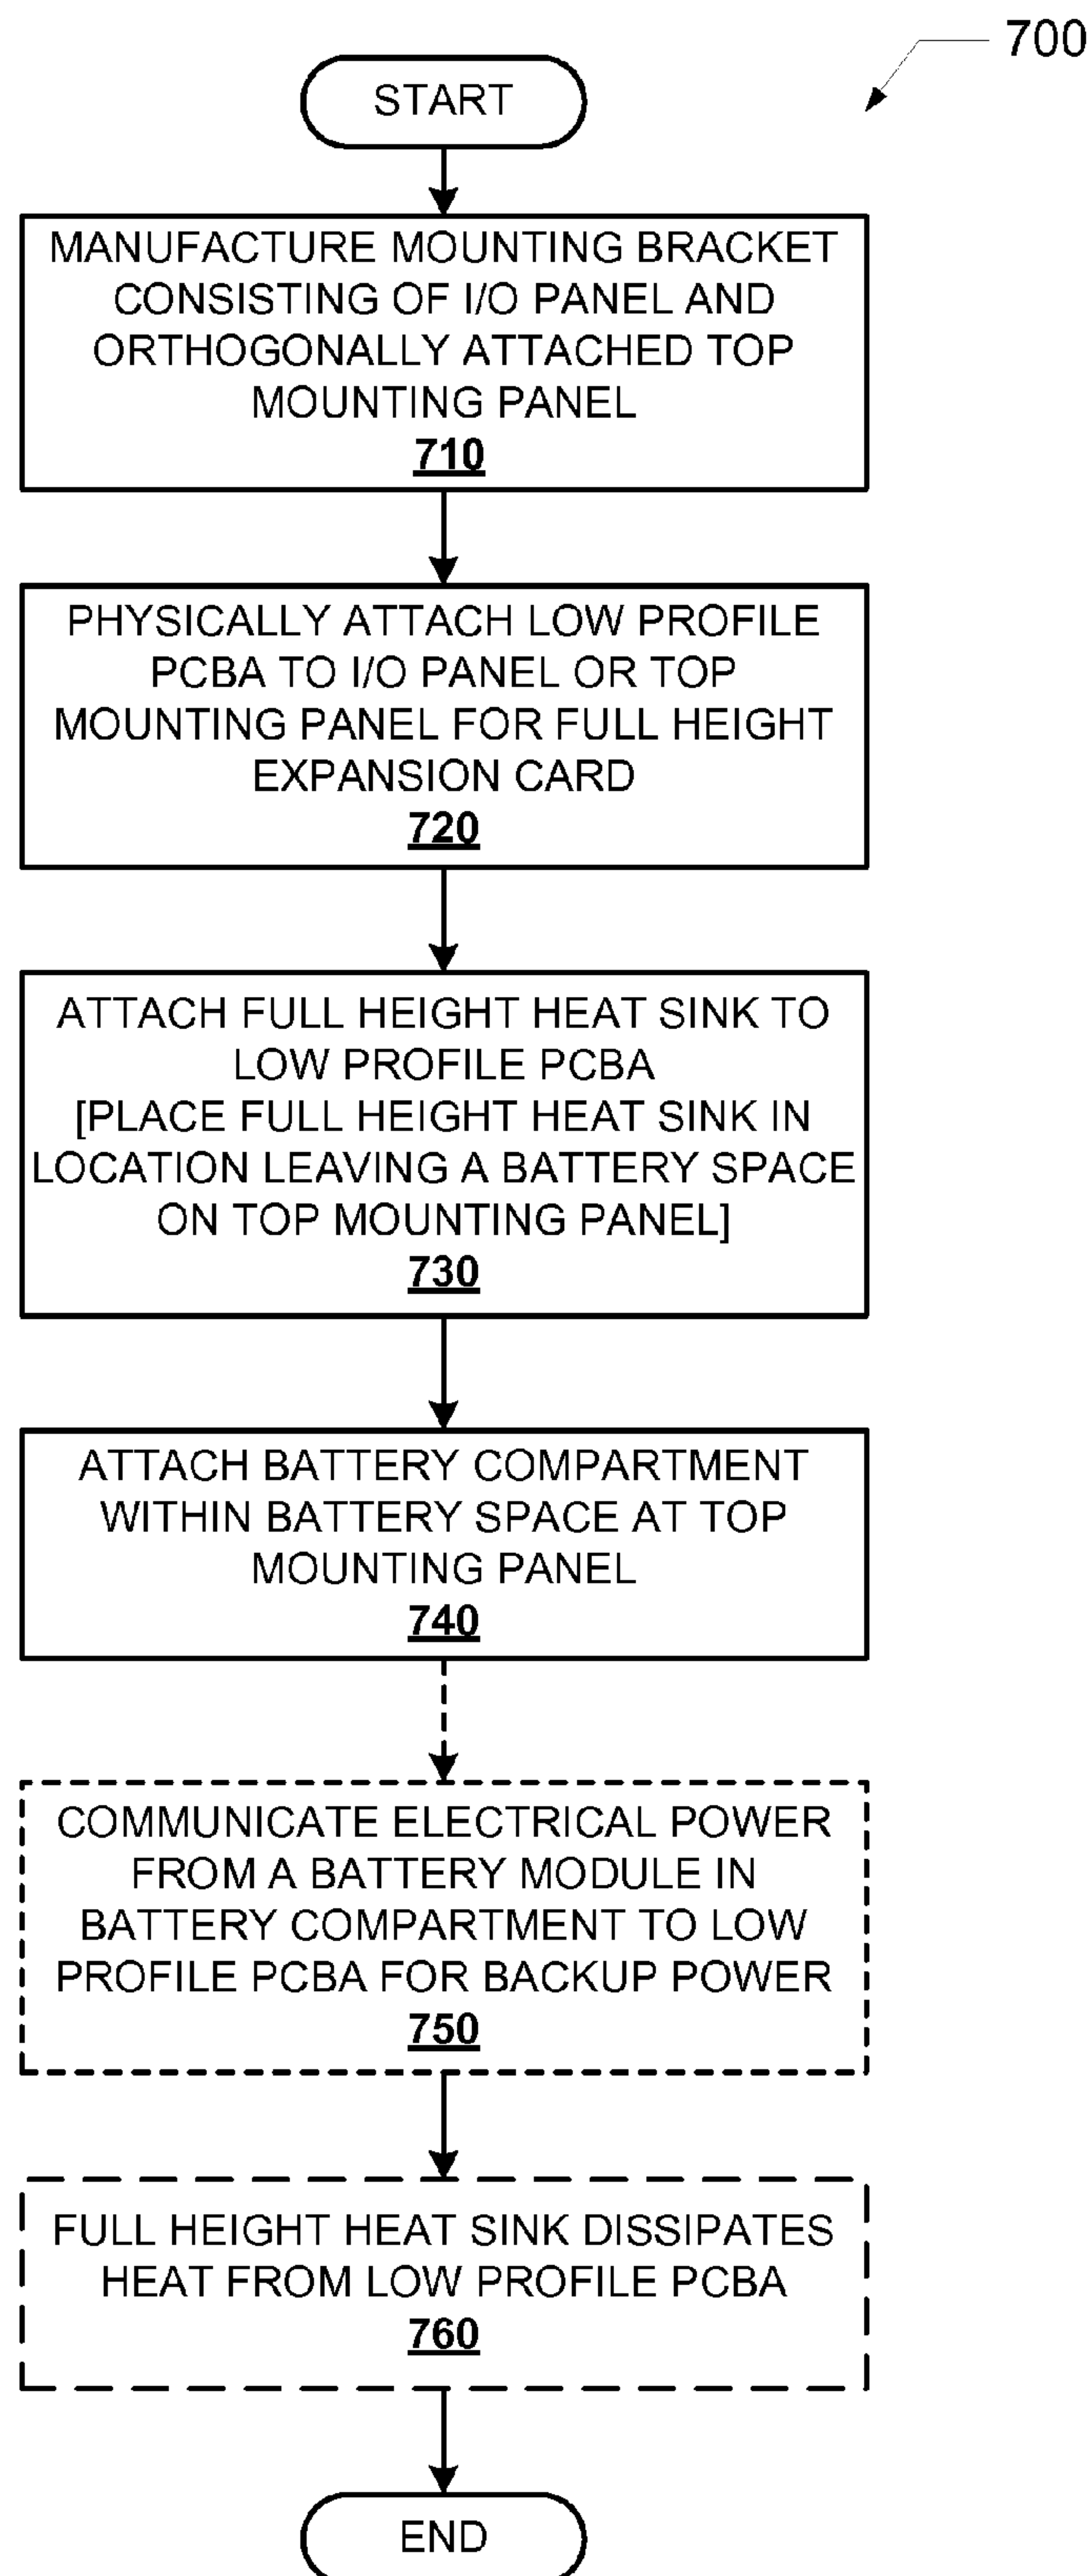 700
START
MANUFACTURE MOUNTING BRACKET
CONSISTING OF I/O PANEL AND
ORTHOGONALLY ATTACHED TOP
MOUNTING PANEL
710
PHYSICALLY ATTACH LOW PROFILE
PCBA TO I/O PANEL OR TOP
MOUNTING PANEL FOR FULL HEIGHT
EXPANSION CARD
720
ATTACH FULL HEIGHT HEAT SINK TO
LOW PROFILE PCBA
[PLACE FULL HEIGHT HEAT SINK IN
LOCATION LEAVING A BATTERY SPACE
ON TOP MOUNTING PANEL]
730
ATTACH BATTERY COMPARTMENT
WITHIN BATTERY SPACE AT TOP
MOUNTING PANEL
740
COMMUNICATE ELECTRICAL POWER
FROM A BATTERY MODULE IN
BATTERY COMPARTMENT TO LOW
PROFILE PCBA FOR BACKUP POWER
750
FULL HEIGHT HEAT SINK DISSIPATES
HEAT FROM LOW PROFILE PCBA
760
END